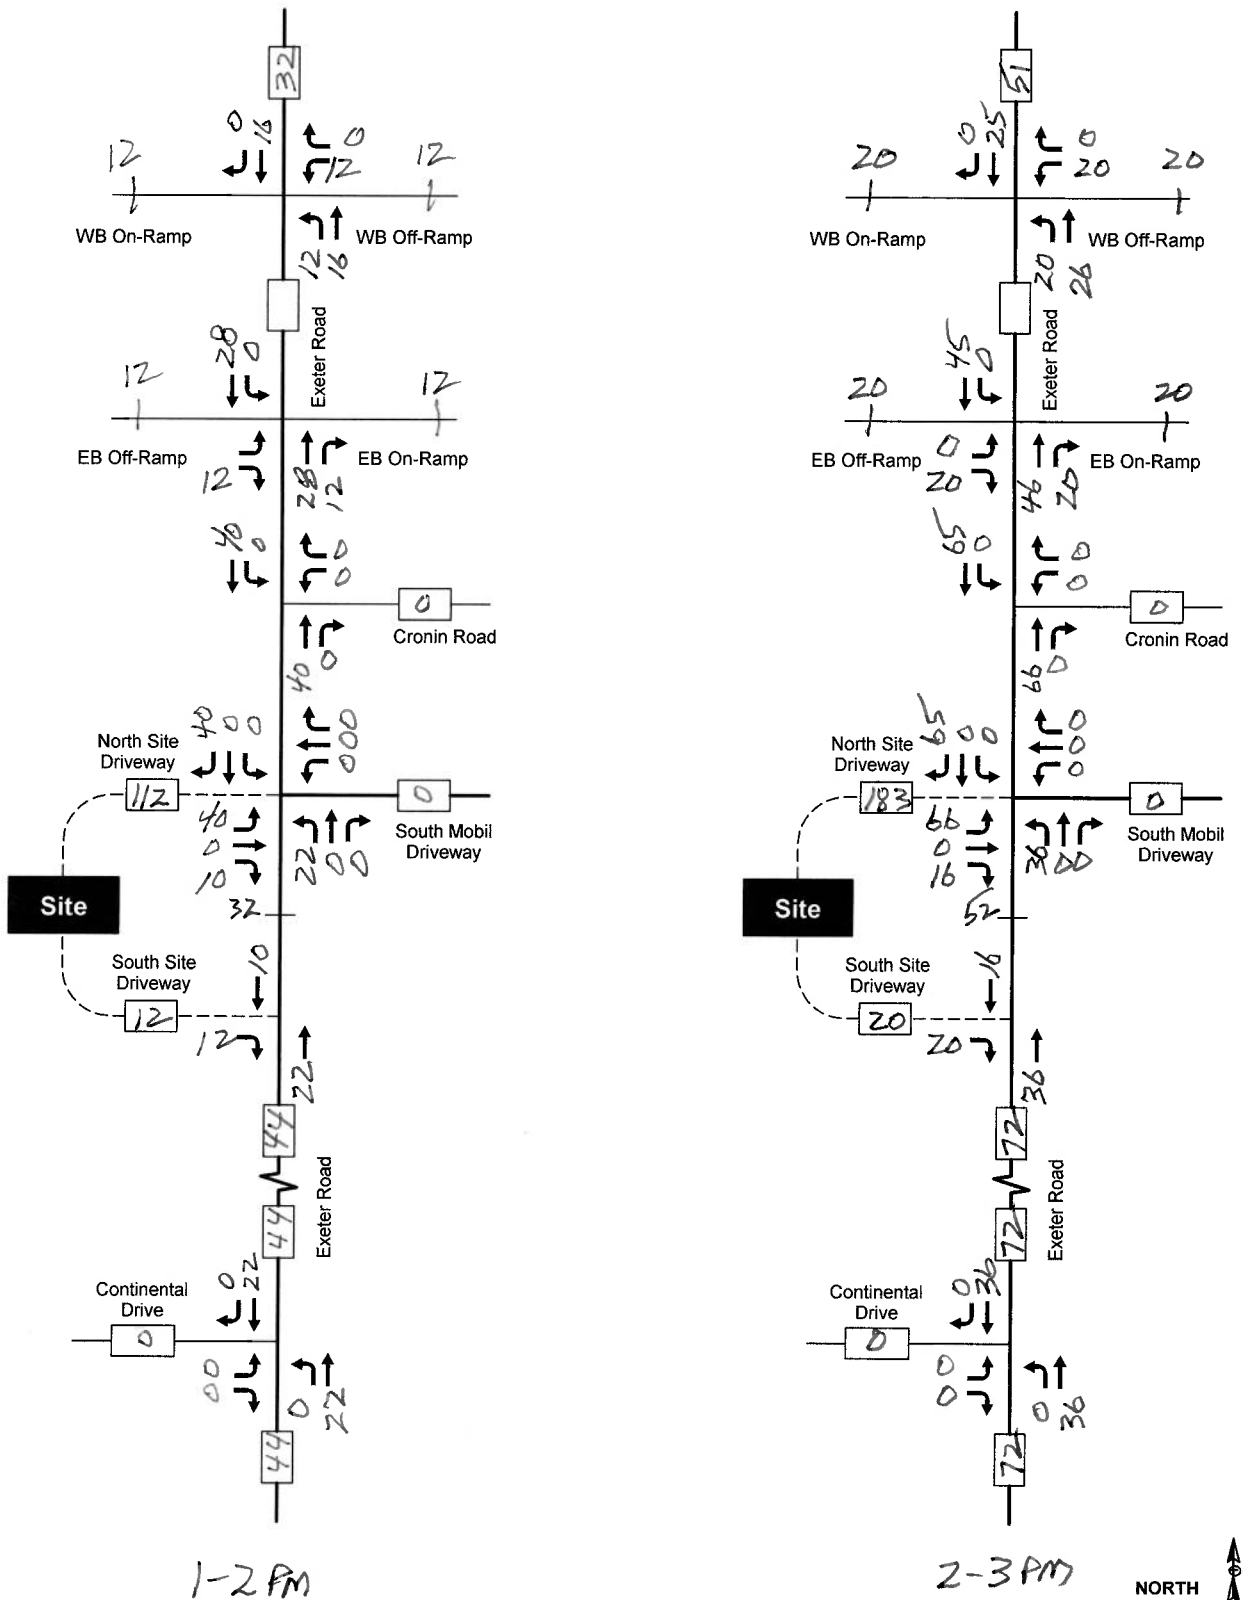 32
0 16
0
12
12
12
WB On-Ramp
WB Off-Ramp
12 16
Exeter Road
28 0
12
12
EB Off-Ramp
EB On-Ramp
12
28 12
40 0
0
0
0
Cronin Road
40 0
40 0 0
0
0
0
North Site
Driveway
112
0
South Mobil
Driveway
40
0
10
22 0 0
Site
32
10
South Site
Driveway
12
12
22
44
Exeter Road
44
0 22
Continental
Drive
0
0
0
0 22
44
1-2 PM
51
0 25
0
20
20
20
WB On-Ramp
WB Off-Ramp
20 26
Exeter Road
45 0
20
20
EB Off-Ramp
EB On-Ramp
0
20
46 20
65 0
0
0
0
Cronin Road
66 0
65 0 0
0
0
0
North Site
Driveway
183
0
South Mobil
Driveway
66
0
16
36 0 0
Site
52
16
South Site
Driveway
20
20
36
72
Exeter Road
72
0 36
Continental
Drive
0
0
0
0 36
72
2-3 PM
NORTH